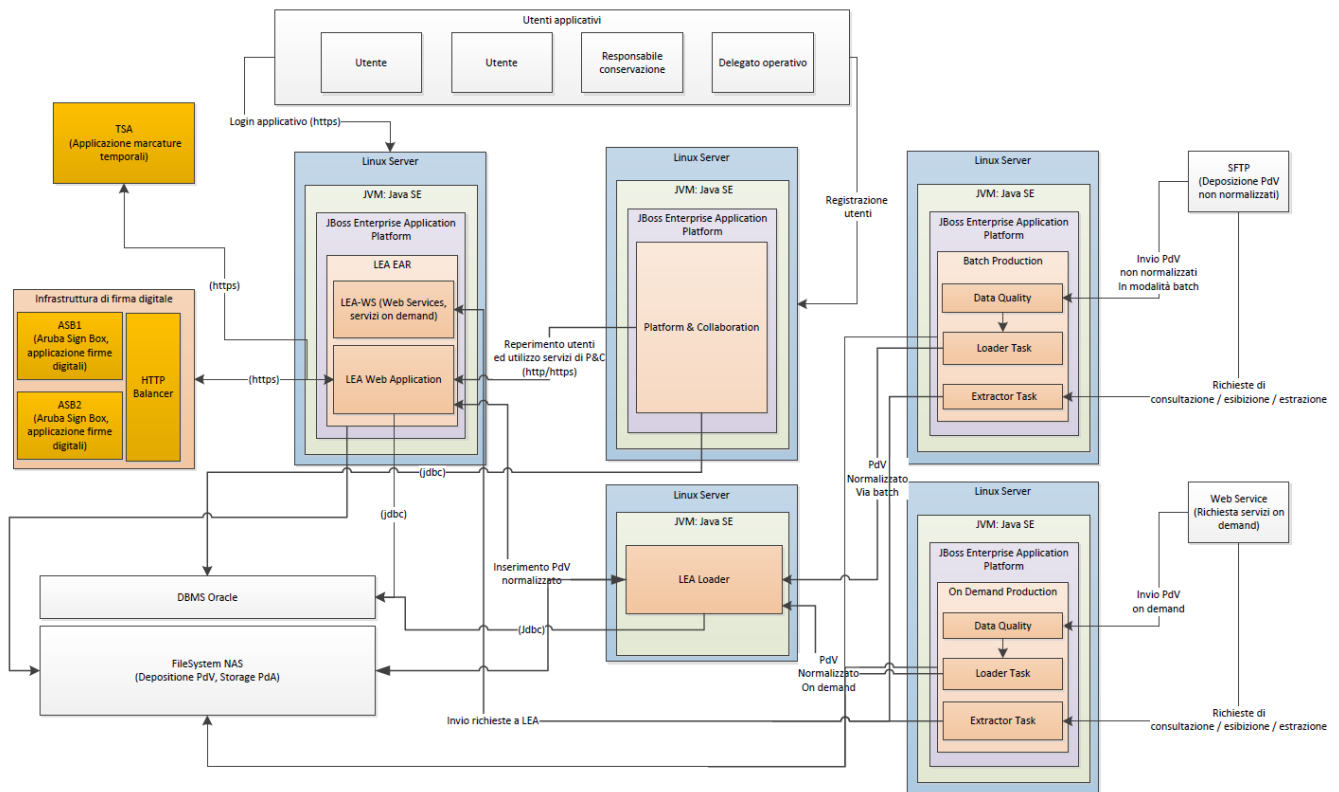 Utenti applicativi
Utente
Utente
Responsabile
conservazione
Delegato operativo
TSA
(Applicazione marcature
temporali)
Login applicativo (https)
Linux Server
JVM: Java SE
JBoss Enterprise Application
Platform
LEA EAR
LEA-WS (Web Services,
servizi on demand)
LEA Web Application
Linux Server
JVM: Java SE
JBoss Enterprise Application
Platform
Platform & Collaboration
Registrazione
utenti
Linux Server
JVM: Java SE
JBoss Enterprise Application
Platform
Batch Production
Data Quality
Loader Task
Extractor Task
SFTP
(Deposizione PdV
non normalizzati)
Invio PdV
non normalizzati
In modalità batch
Richieste di
consultazione / esibizione / estrazione
(https)
Infrastruttura di firma digitale
ASB1
(Aruba Sign Box,
applicazione firme
digitali)
ASB2
(Aruba Sign Box,
applicazione firme
digitali)
HTTP
Balancer
(https)
Reperimento utenti
ed utilizzo servizi di P&C
(http/https)
(jdbc)
(jdbc)
PdV
Normalizzato
Via batch
Linux Server
JVM: Java SE
LEA Loader
Inserimento PdV
normalizzato
DBMS Oracle
(Jdbc)
FileSystem NAS
(Depositione PdV, Storage PdA)
PdV
Normalizzato
On demand
Invio richieste a LEA
Linux Server
JVM: Java SE
JBoss Enterprise Application
Platform
On Demand Production
Data Quality
Loader Task
Extractor Task
Web Service
(Richiesta servizi on
demand)
Invio PdV
on demand
Richieste di
consultazione / esibizione / estrazione